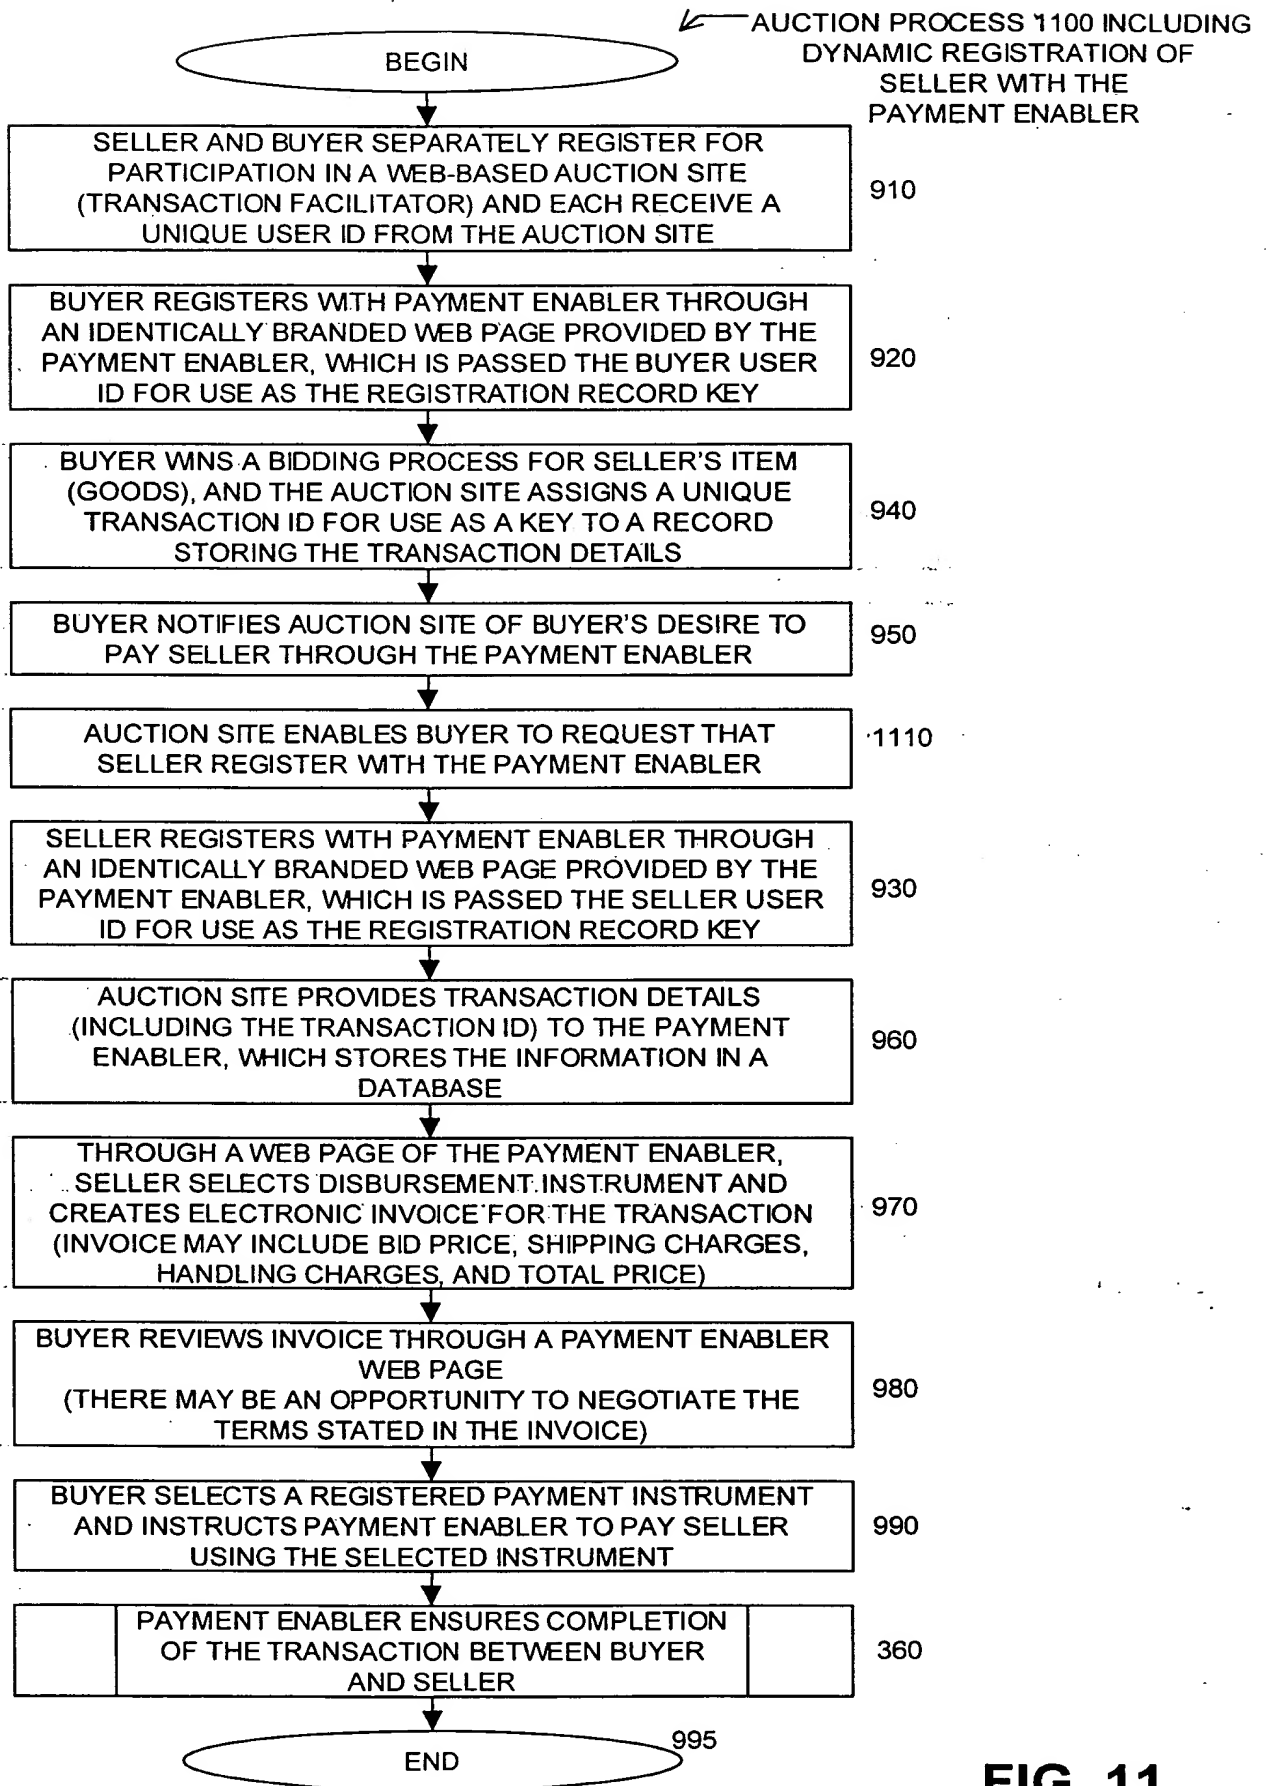 AUCTION PROCESS 1100 INCLUDING
DYNAMIC REGISTRATION OF
SELLER WITH THE
PAYMENT ENABLER
BEGIN
SELLER AND BUYER SEPARATELY REGISTER FOR
PARTICIPATION IN A WEB-BASED AUCTION SITE
(TRANSACTION FACILITATOR) AND EACH RECEIVE A
UNIQUE USER ID FROM THE AUCTION SITE
910
BUYER REGISTERS WITH PAYMENT ENABLER THROUGH
AN IDENTICALLY BRANDED WEB PAGE PROVIDED BY THE
PAYMENT ENABLER, WHICH IS PASSED THE BUYER USER
ID FOR USE AS THE REGISTRATION RECORD KEY
920
BUYER WINS A BIDDING PROCESS FOR SELLER'S ITEM
(GOODS), AND THE AUCTION SITE ASSIGNS A UNIQUE
TRANSACTION ID FOR USE AS A KEY TO A RECORD
STORING THE TRANSACTION DETAILS
940
BUYER NOTIFIES AUCTION SITE OF BUYER'S DESIRE TO
PAY SELLER THROUGH THE PAYMENT ENABLER
950
AUCTION SITE ENABLES BUYER TO REQUEST THAT
SELLER REGISTER WITH THE PAYMENT ENABLER
1110
SELLER REGISTERS WITH PAYMENT ENABLER THROUGH
AN IDENTICALLY BRANDED WEB PAGE PROVIDED BY THE
PAYMENT ENABLER, WHICH IS PASSED THE SELLER USER
ID FOR USE AS THE REGISTRATION RECORD KEY
930
AUCTION SITE PROVIDES TRANSACTION DETAILS
(INCLUDING THE TRANSACTION ID) TO THE PAYMENT
ENABLER, WHICH STORES THE INFORMATION IN A
DATABASE
960
THROUGH A WEB PAGE OF THE PAYMENT ENABLER,
SELLER SELECTS DISBURSEMENT INSTRUMENT AND
CREATES ELECTRONIC INVOICE FOR THE TRANSACTION
(INVOICE MAY INCLUDE BID PRICE, SHIPPING CHARGES,
HANDLING CHARGES, AND TOTAL PRICE)
970
BUYER REVIEWS INVOICE THROUGH A PAYMENT ENABLER
WEB PAGE
(THERE MAY BE AN OPPORTUNITY TO NEGOTIATE THE
TERMS STATED IN THE INVOICE)
980
BUYER SELECTS A REGISTERED PAYMENT INSTRUMENT
AND INSTRUCTS PAYMENT ENABLER TO PAY SELLER
USING THE SELECTED INSTRUMENT
990
PAYMENT ENABLER ENSURES COMPLETION
OF THE TRANSACTION BETWEEN BUYER
AND SELLER
360
END
995
FIG. 11